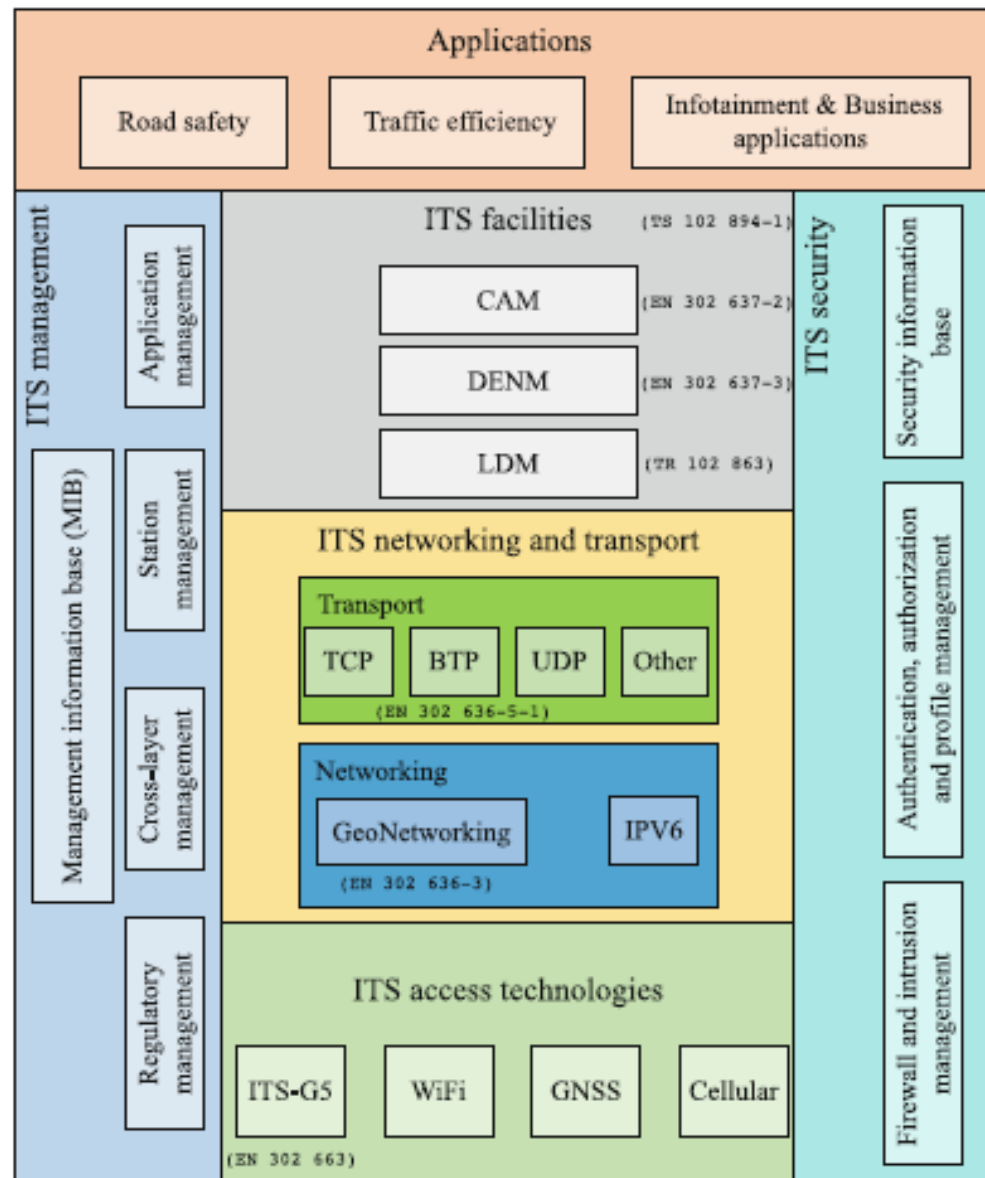 Applications
Road safety
Traffic efficiency
Infotainment & Business
applications
ITS management
Application
management
Management information base (MIB)
Station
management
Cross-layer
management
Regulatory
management
ITS facilities
(TS 102 894-1)
CAM
(EN 302 637-2)
DENM
(EN 302 637-3)
LDM
(TR 102 863)
ITS networking and transport
Transport
TCP
BTP
UDP
Other
(EN 302 636-5-1)
Networking
GeoNetworking
IPV6
(EN 302 636-3)
ITS access technologies
ITS-G5
WiFi
GNSS
Cellular
(EN 302 663)
ITS security
Security information
base
Authentication, authorization
and profile management
Firewall and intrusion
management